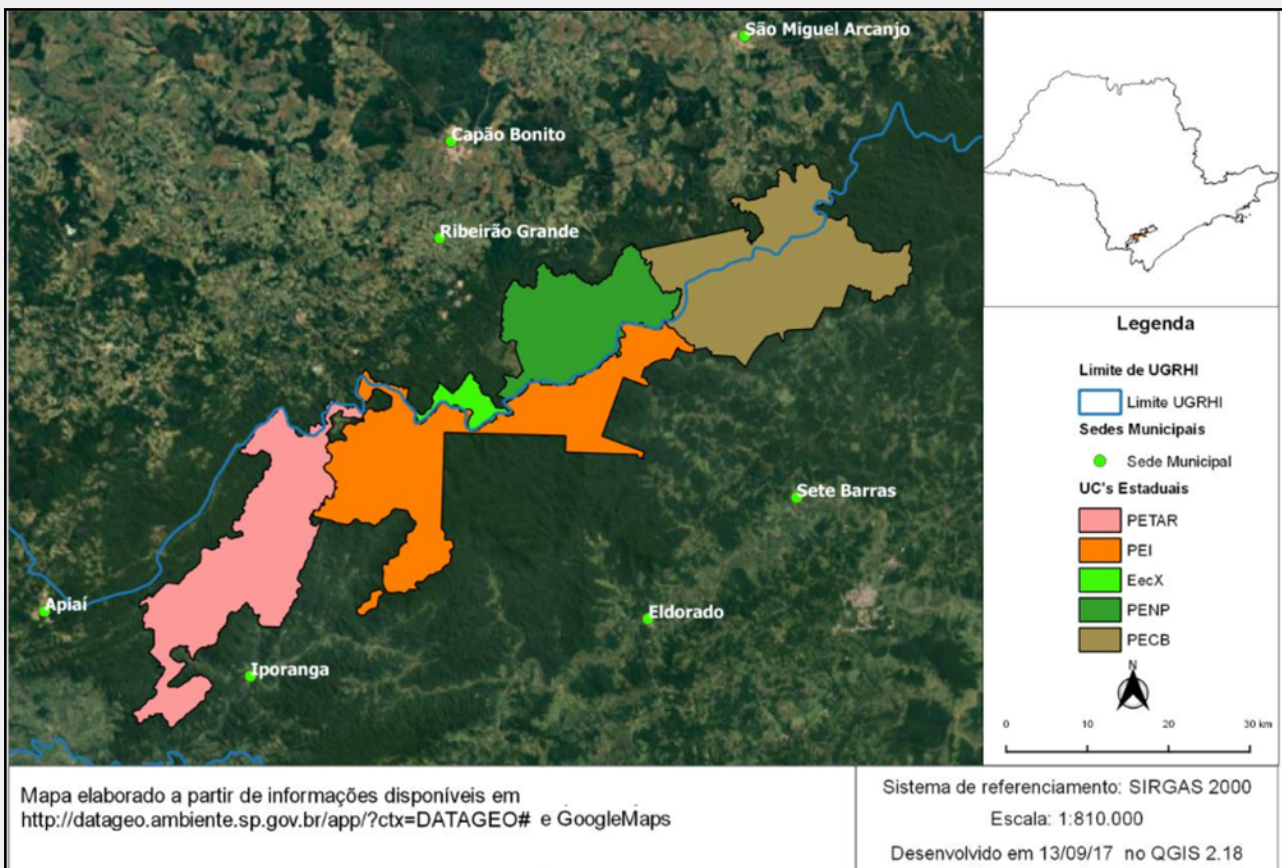 São Miguel Arcanjo
Capão Bonito
Ribeirão Grande
Sete Barras
Apiaí
Eldorado
Iporanga
Legenda
Limite de UGRHI
Limite UGRHI
Sedes Municipais
Sede Municipal
UC's Estaduais
PETAR
PEI
EecX
PENP
PECB
N
0 10 20 30 km
Mapa elaborado a partir de informações disponíveis em
http://datageo.ambiente.sp.gov.br/app/?ctx=DATAGEO# e GoogleMaps
Sistema de referenciamento: SIRGAS 2000
Escala: 1:810.000
Desenvolvido em 13/09/17 no QGIS 2.18